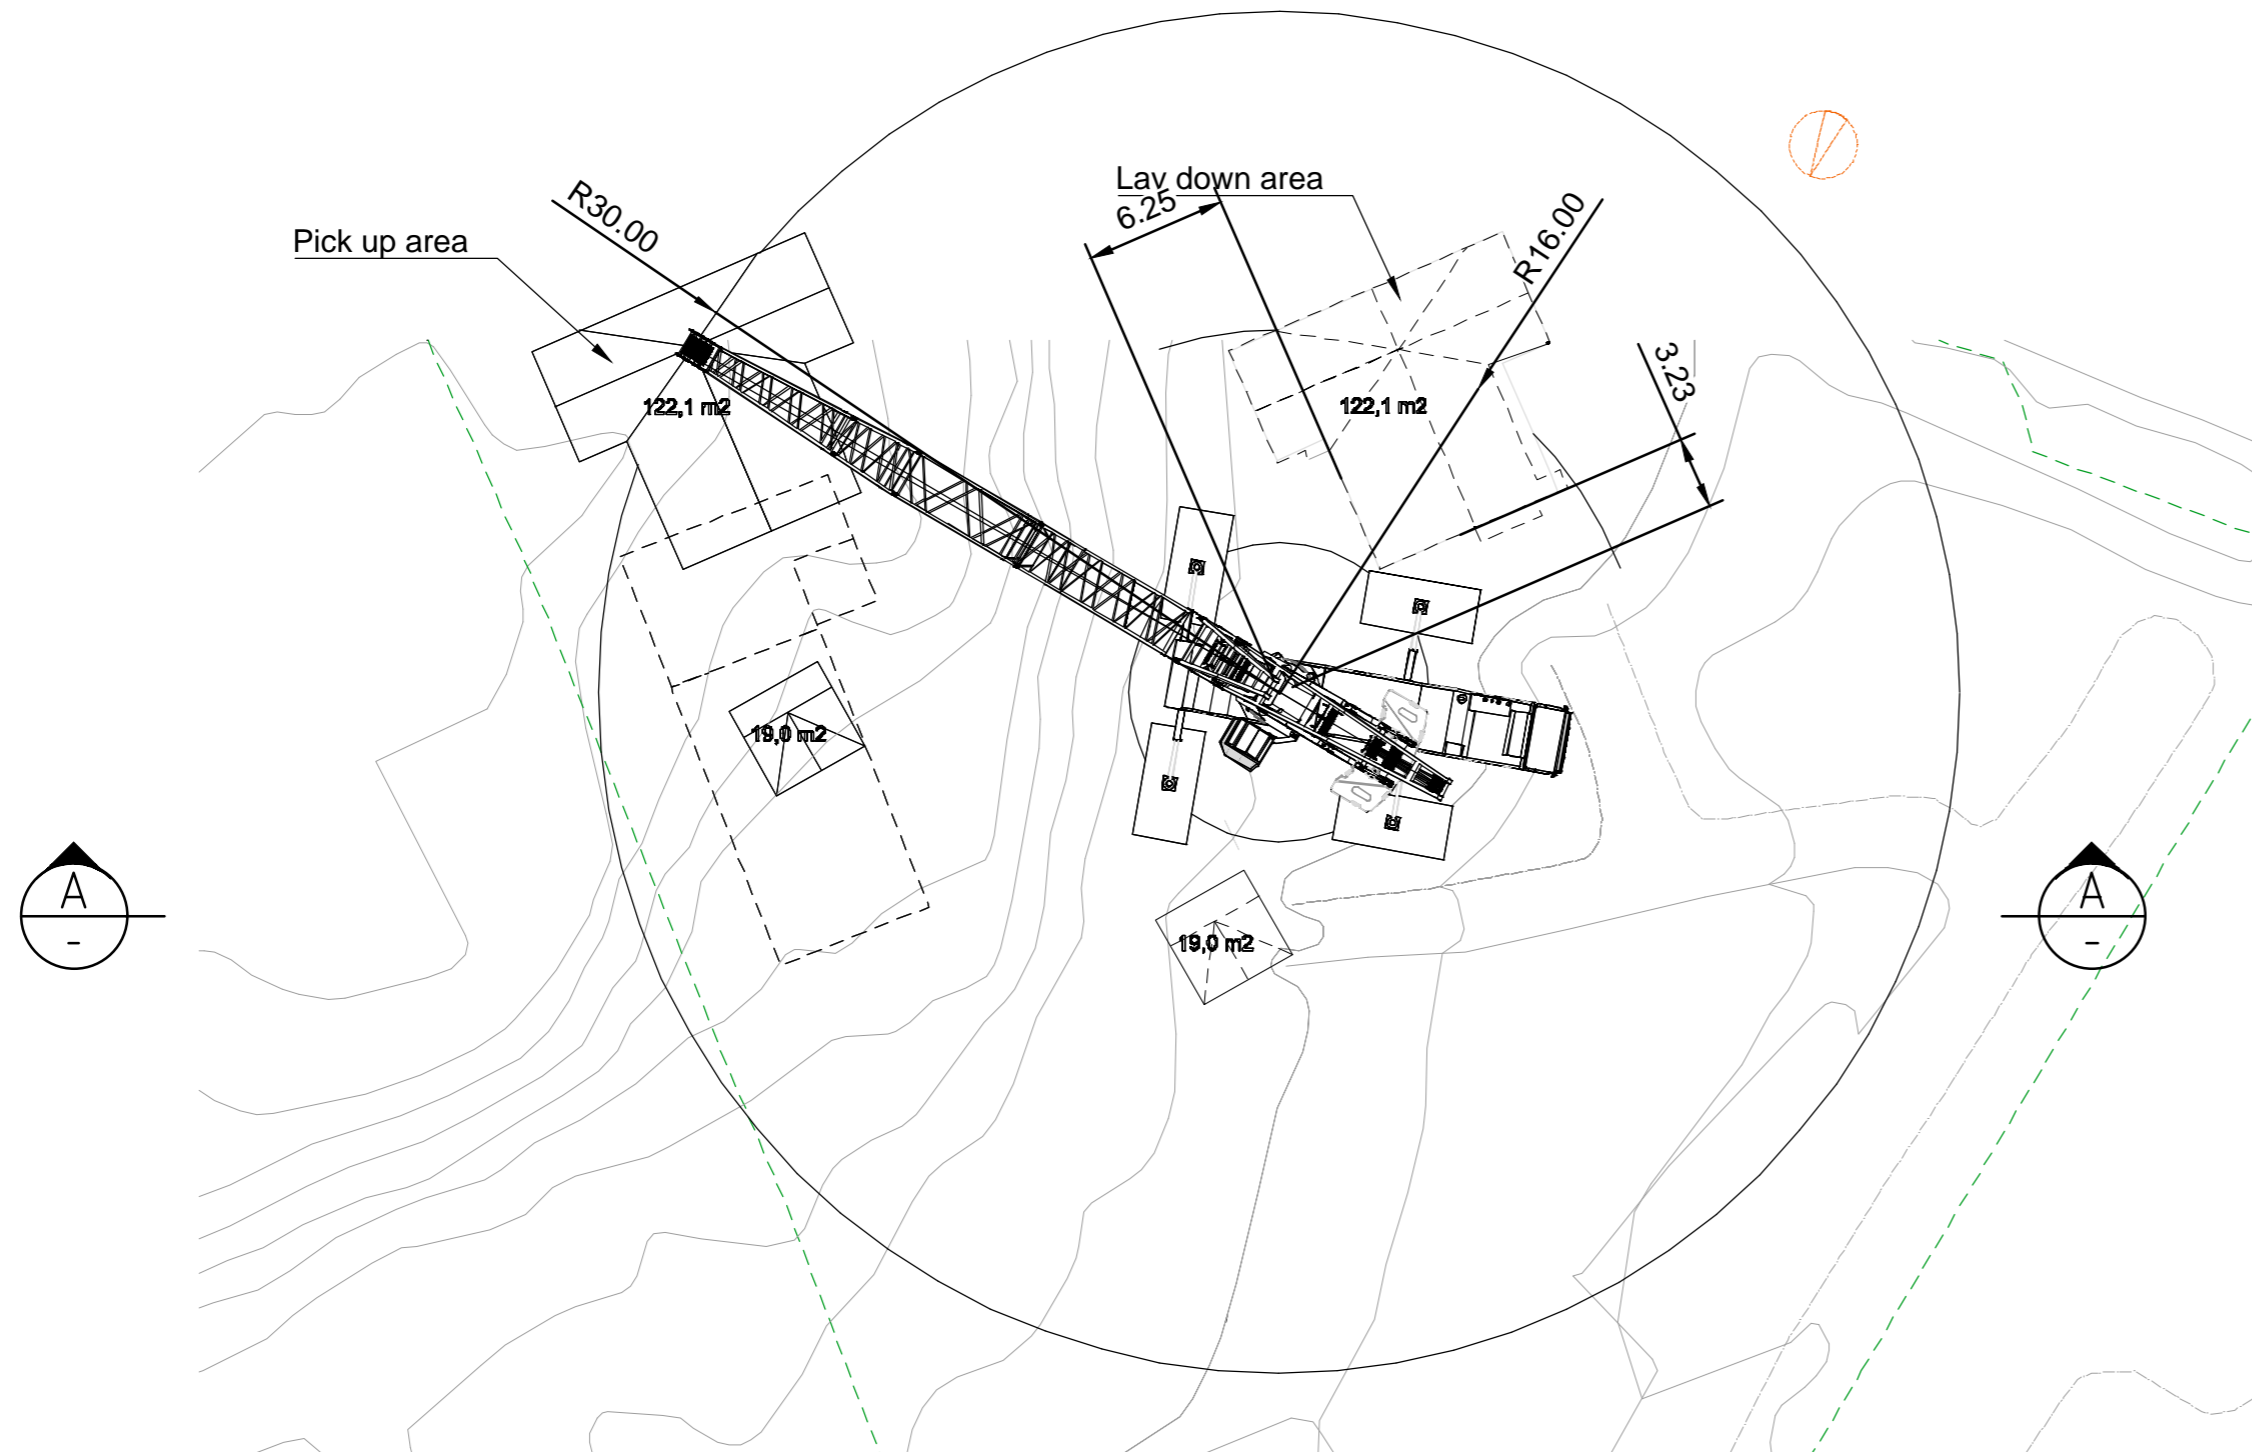 Lay down area
6.25
R30.00
R16.00
Pick up area
3.23
122,1 m2
122,1 m2
19,0 m2
A
-
A
-
19,0 m2